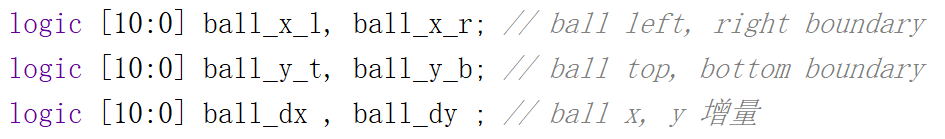 logic [10:0] ball_x_l, ball_x_r; // ball left, right boundary
logic [10:0] ball_y_t, ball_y_b; // ball top, bottom boundary
logic [10:0] ball_dx , ball_dy ; // ball x, y 增量